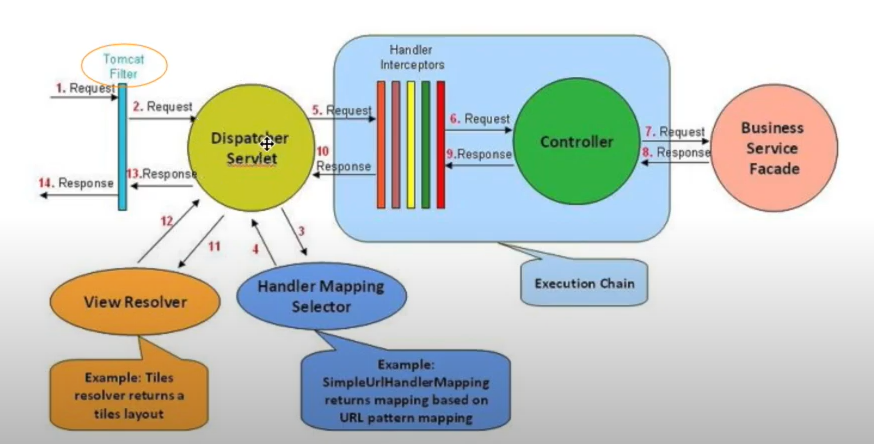 Tomcat
Filter
Handler
Interceptors
1. Request
2. Request
5. Request
6. Request
7. Request
Dispatcher
Servlet
Controller
Business
Service
Facade
10
Response
9.Response
8. Response
13.Response
14. Response
12
11
4
3
View Resolver
Handler Mapping
Selector
Execution Chain
Example: Tiles
resolver returns a
tiles layout
Example:
SimpleUrlHandlerMapping
returns mapping based on
URL pattern mapping